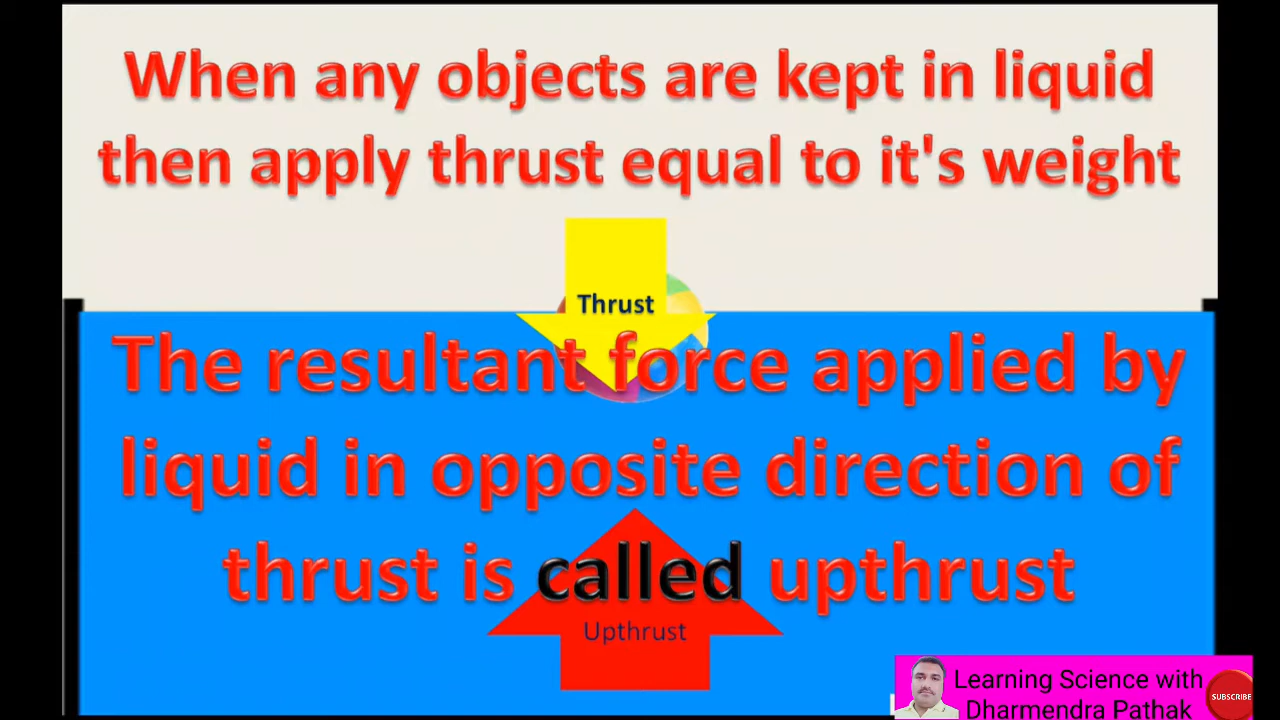 When any objects are kept in liquid
then apply thrust equal to it's weight
Thrust
The resultant force applied by
liquid in opposite direction of
thrust is called upthrust
Upthrust
Learning Science with
Dharmendra Pathak
SUBSCRIBE